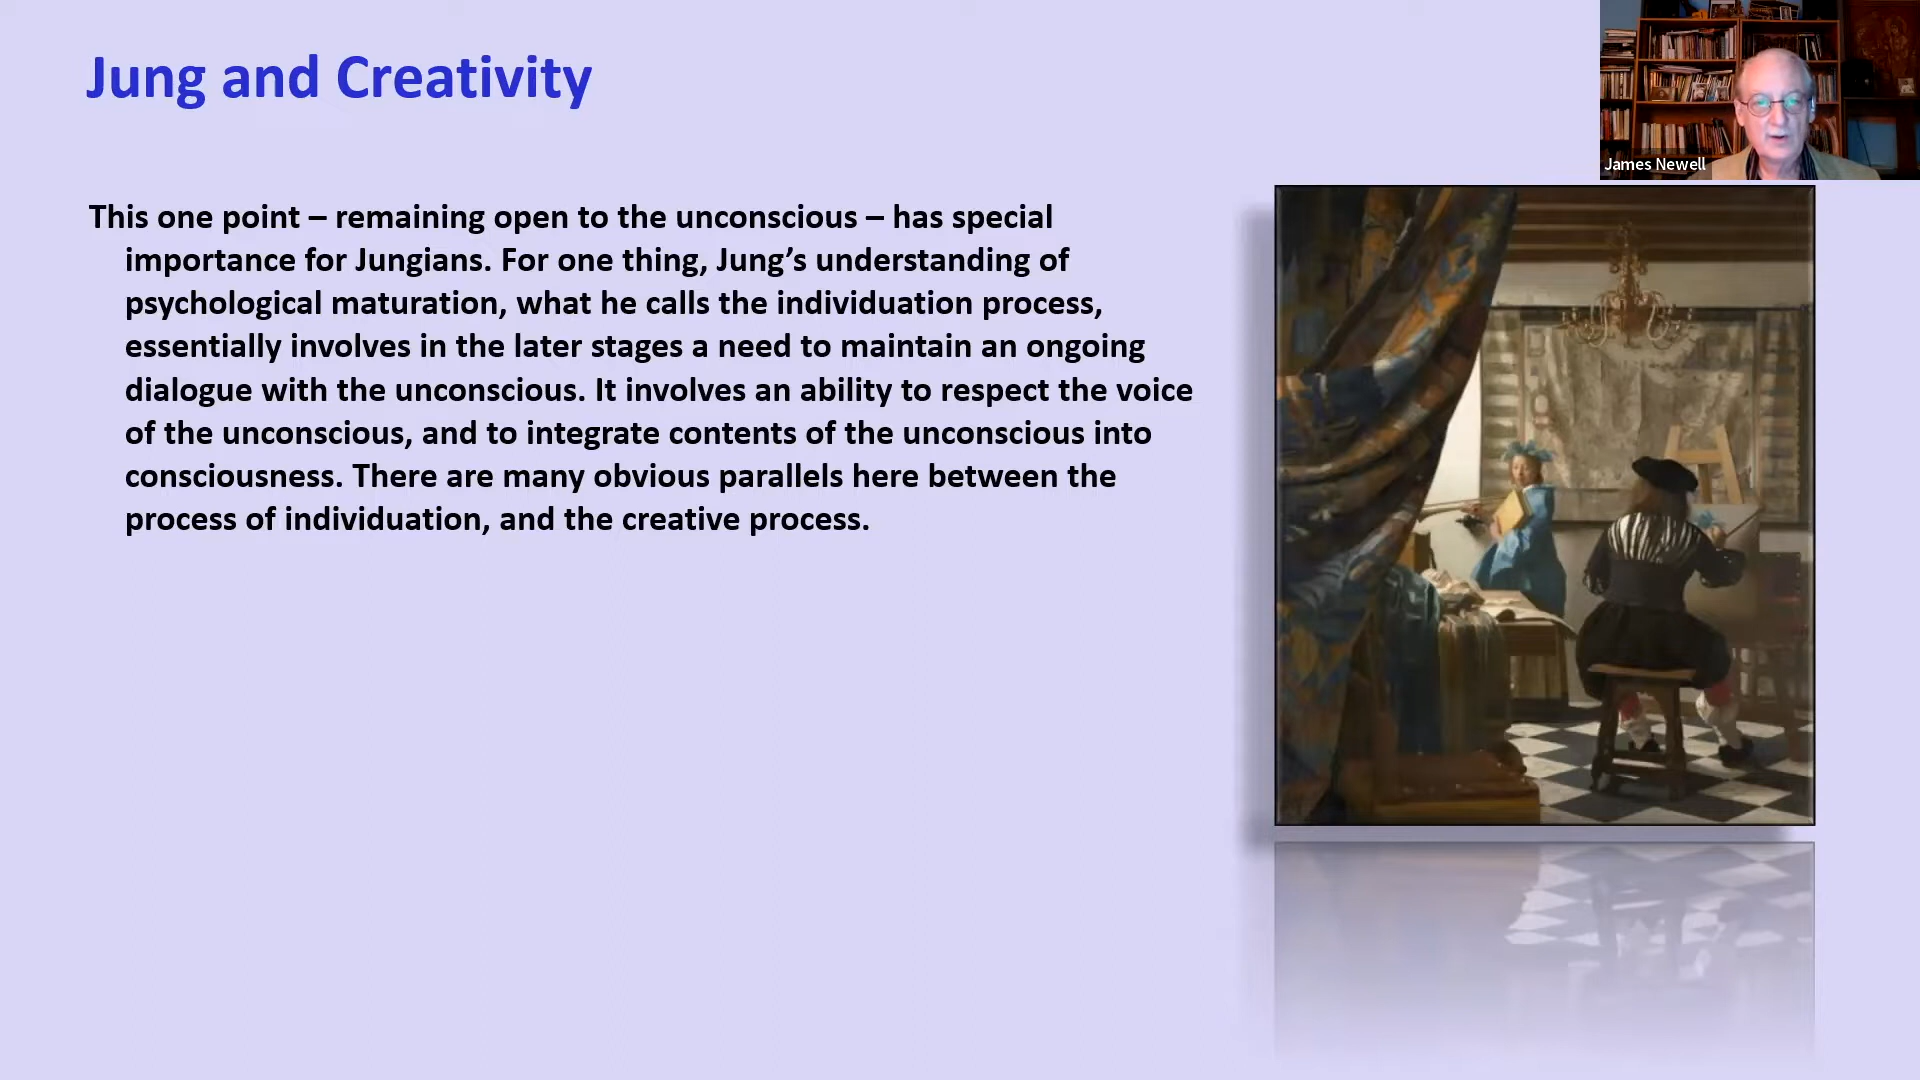 Jung and Creativity
James Newell
This one point – remaining open to the unconscious – has special
importance for Jungians. For one thing, Jung’s understanding of
psychological maturation, what he calls the individuation process,
essentially involves in the later stages a need to maintain an ongoing
dialogue with the unconscious. It involves an ability to respect the voice
of the unconscious, and to integrate contents of the unconscious into
consciousness. There are many obvious parallels here between the
process of individuation, and the creative process.